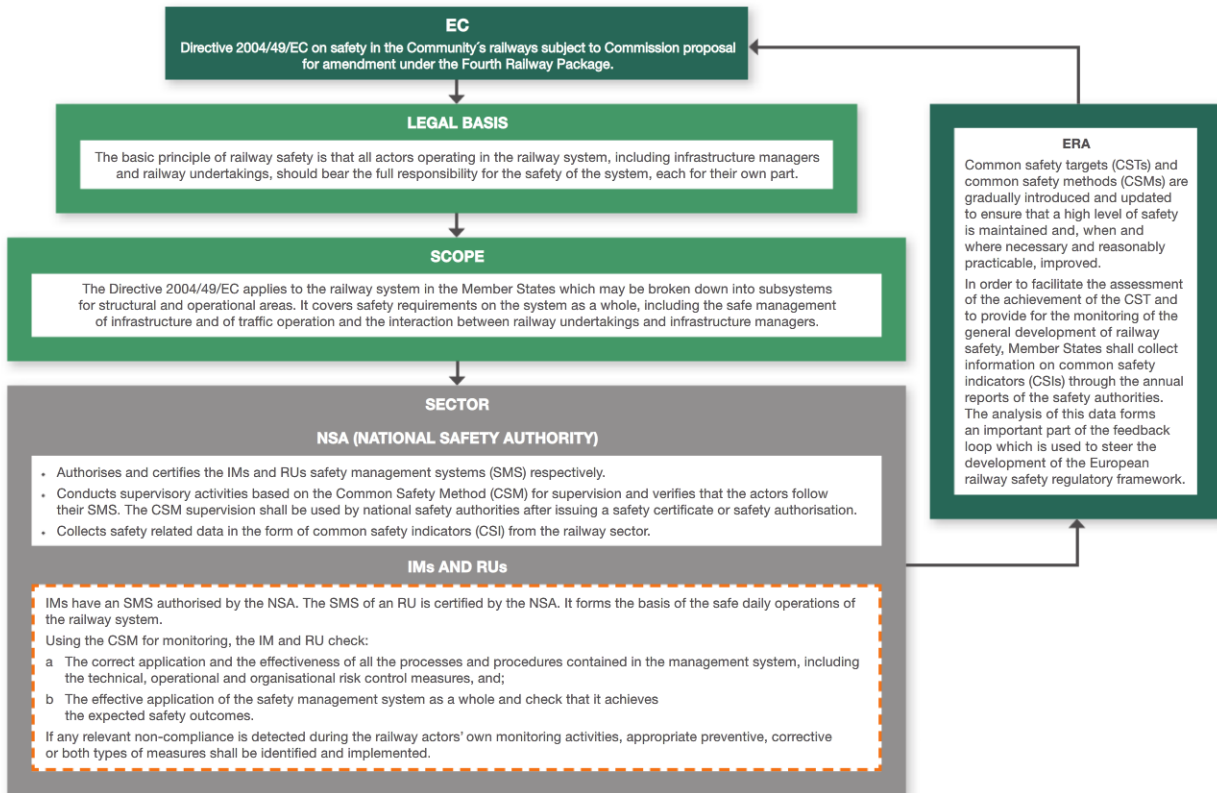 EC
Directive 2004/49/EC on safety in the Community´s railways subject to Commission proposal
for amendment under the Fourth Railway Package.
LEGAL BASIS
The basic principle of railway safety is that all actors operating in the railway system, including infrastructure managers
and railway undertakings, should bear the full responsibility for the safety of the system, each for their own part.
SCOPE
The Directive 2004/49/EC applies to the railway system in the Member States which may be broken down into subsystems
for structural and operational areas. It covers safety requirements on the system as a whole, including the safe management
of infrastructure and of traffic operation and the interaction between railway undertakings and infrastructure managers.
SECTOR
NSA (NATIONAL SAFETY AUTHORITY)
• Authorises and certifies the IMs and RUs safety management systems (SMS) respectively.
• Conducts supervisory activities based on the Common Safety Method (CSM) for supervision and verifies that the actors follow
their SMS. The CSM supervision shall be used by national safety authorities after issuing a safety certificate or safety authorisation.
• Collects safety related data in the form of common safety indicators (CSI) from the railway sector.
IMs AND RUs
IMs have an SMS authorised by the NSA. The SMS of an RU is certified by the NSA. It forms the basis of the safe daily operations of
the railway system.
Using the CSM for monitoring, the IM and RU check:
a The correct application and the effectiveness of all the processes and procedures contained in the management system, including
the technical, operational and organisational risk control measures, and;
b The effective application of the safety management system as a whole and check that it achieves
the expected safety outcomes.
If any relevant non-compliance is detected during the railway actors' own monitoring activities, appropriate preventive, corrective
or both types of measures shall be identified and implemented.
ERA
Common safety targets (CSTs) and
common safety methods (CSMs) are
gradually introduced and updated
to ensure that a high level of safety
is maintained and, when and
where necessary and reasonably
practicable, improved.
In order to facilitate the assessment
of the achievement of the CST and
to provide for the monitoring of the
general development of railway
safety, Member States shall collect
information on common safety
indicators (CSIs) through the annual
reports of the safety authorities.
The analysis of this data forms
an important part of the feedback
loop which is used to steer the
development of the European
railway safety regulatory framework.